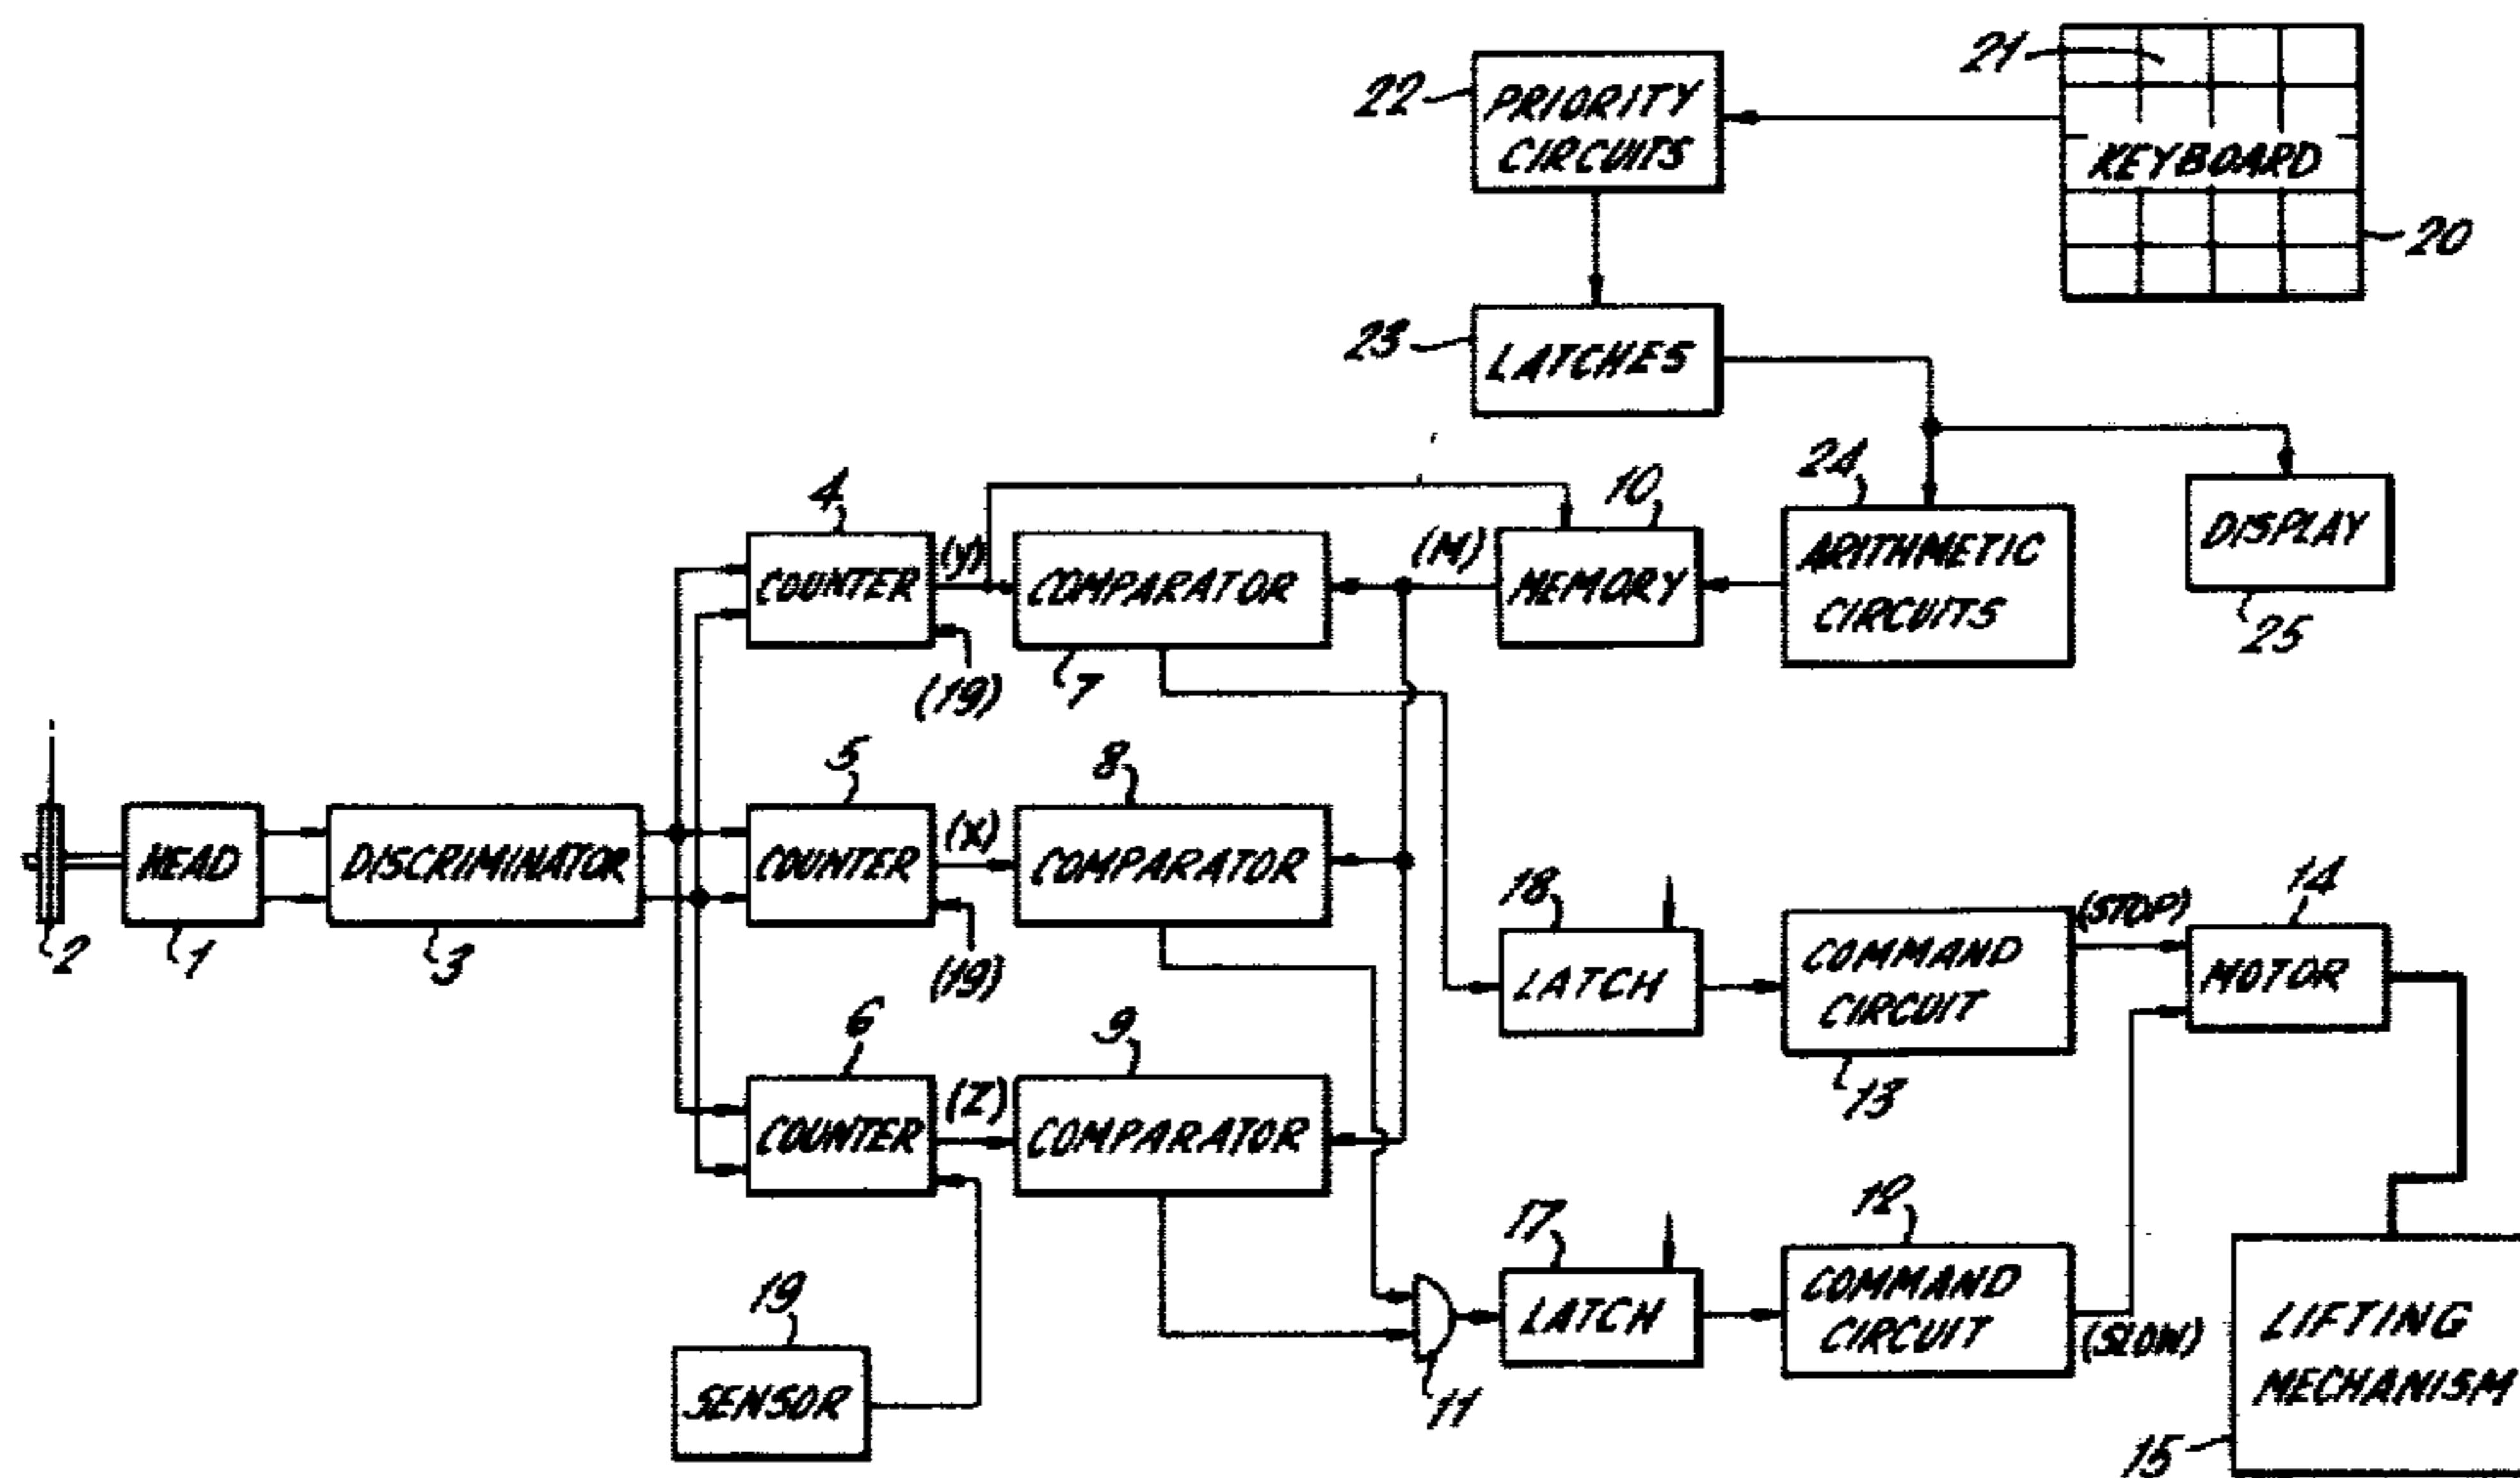 21
22
PRIORITY
CIRCUITS
KEYBOARD
20
23
LATCHES
24
10
4
COUNTER
(y)
COMPARATOR
(M)
MEMORY
ARITHMETIC
CIRCUITS
DISPLAY
25
(19)
7
5
8
HEAD
DISCRIMINATOR
COUNTER
(X)
COMPARATOR
2
1
3
(19)
18
LATCH
COMMAND
CIRCUIT
(STOP)
14
MOTOR
13
6
9
COUNTER
(Z)
COMPARATOR
17
LATCH
12
COMMAND
CIRCUIT
(SLOW)
11
19
SENSOR
LIFTING
MECHANISM
15